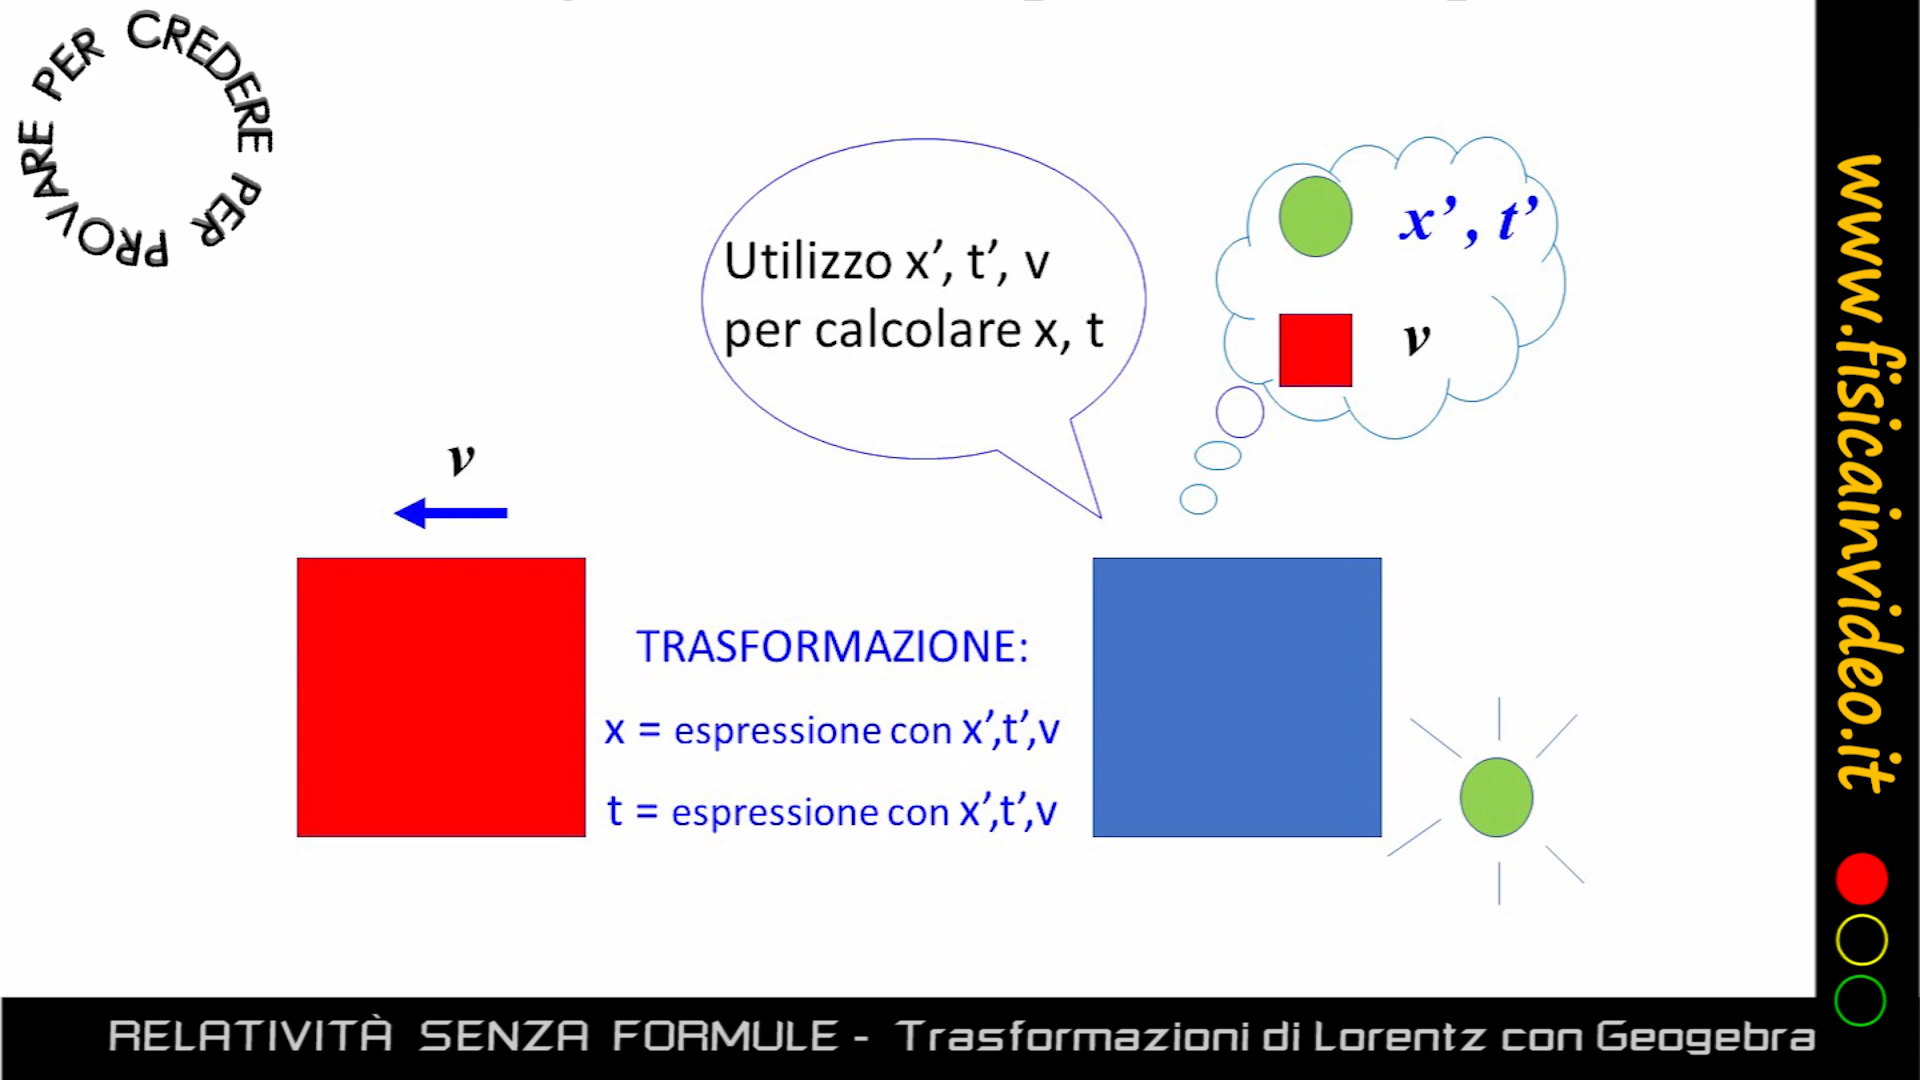 PROVARE PER CREDERE PER
Utilizzo x’, t’, v
per calcolare x, t
x’, t’
v
v
TRASFORMAZIONE:
x = espressione con x’,t’,v
t = espressione con x’,t’,v
www.fisicainvideo.it
RELATIVITÀ SENZA FORMULE - Trasformazioni di Lorentz con Geogebra